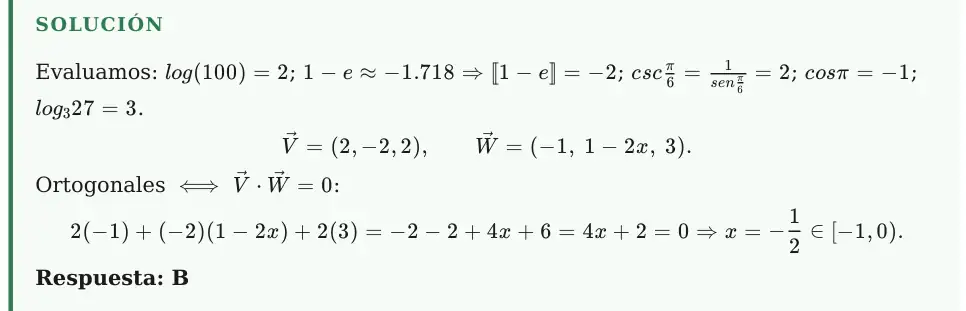 SOLUCIÓN
Evaluamos: log(100) = 2; 1 − e ≈ −1.718 ⇒ ⟦1 − e⟧ = −2; csc π/6 = 1/(sen π/6) = 2; cosπ = −1;
log₃27 = 3.
V⃗ = (2, −2, 2), W⃗ = (−1, 1 − 2x, 3).
Ortogonales ⟺ V⃗ · W⃗ = 0:
2(−1) + (−2)(1 − 2x) + 2(3) = −2 − 2 + 4x + 6 = 4x + 2 = 0 ⇒ x = −1/2 ∈ [−1, 0).
Respuesta: B